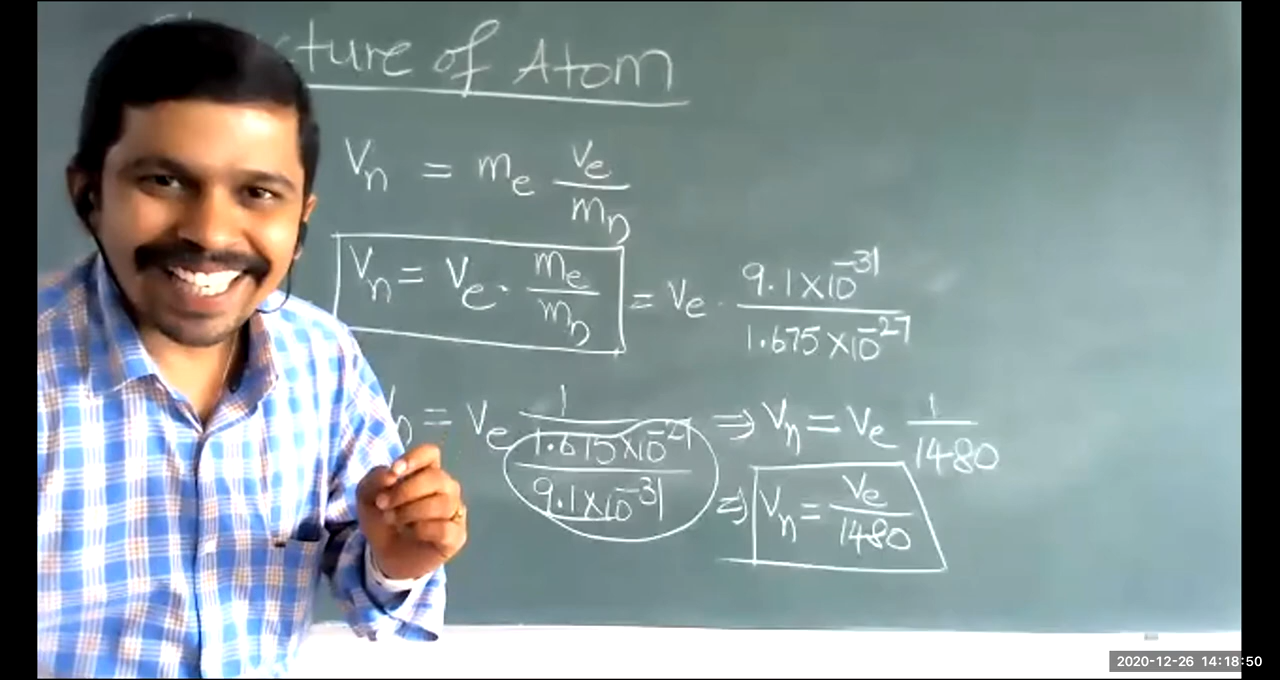 ture of Atom
Vn = me Ve/mn
Vn = Ve · me/mn = Ve · 9.1×10^-31/1.675×10^-27
n = Ve 1/(1.675×10^-27/9.1×10^-31) ⇒ Vn = Ve 1/1480
⇒ Vn = Ve/1480
2020-12-26 14:18:50